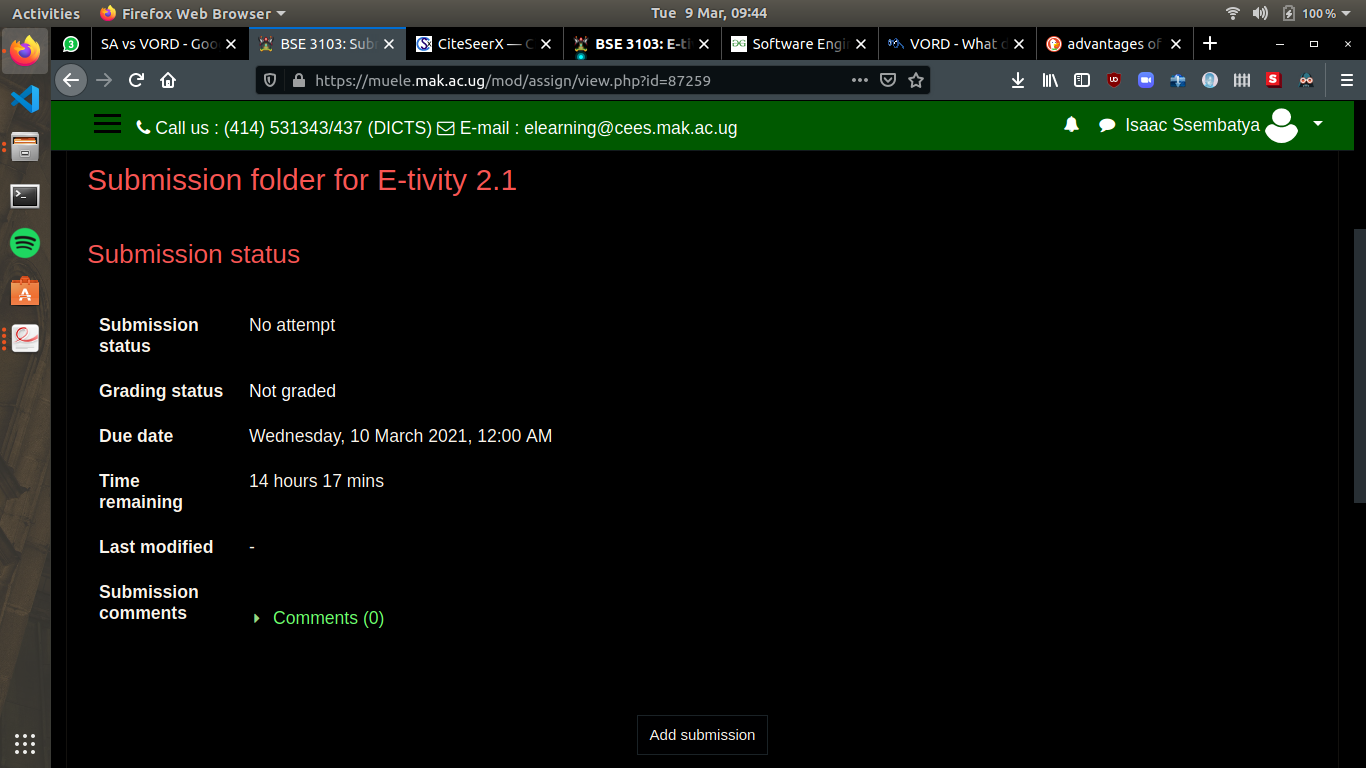 Activities Firefox Web Browser Tue 9 Mar, 09:44 100 %
3 SA vs VORD - Goo BSE 3103: Sub CiteSeerX — C BSE 3103: E-ti Software Engi VORD - What d advantages of
https://muele.mak.ac.ug/mod/assign/view.php?id=87259
Call us : (414) 531343/437 (DICTS) E-mail : elearning@cees.mak.ac.ug Isaac Ssembatya
Submission folder for E-tivity 2.1
Submission status
Submission status No attempt
Grading status Not graded
Due date Wednesday, 10 March 2021, 12:00 AM
Time remaining 14 hours 17 mins
Last modified -
Submission comments Comments (0)
Add submission